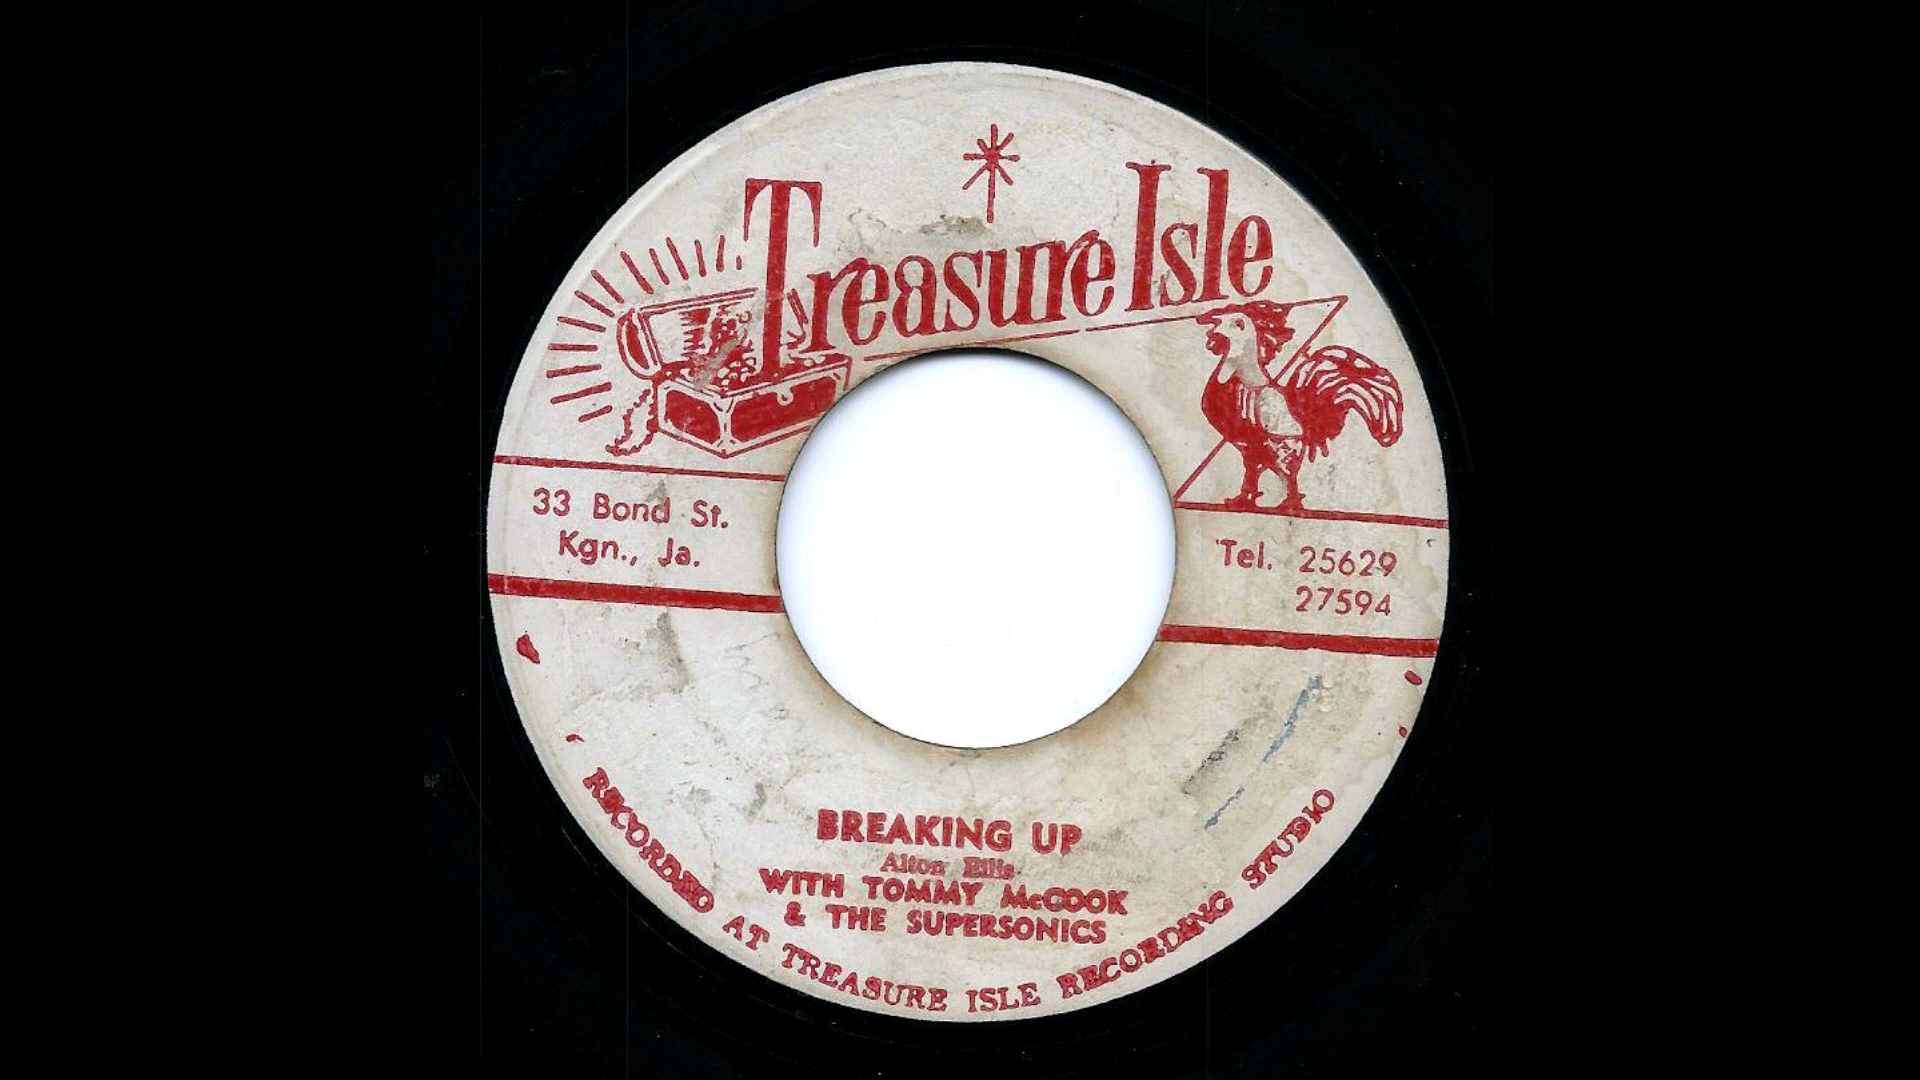 Treasure Isle
33 Bond St.
Kgn., Ja.
Tel. 25629
27594
BREAKING UP
Alton Ellis
WITH TOMMY McCOOK
& THE SUPERSONICS
RECORDED AT TREASURE ISLE RECORDING STUDIO